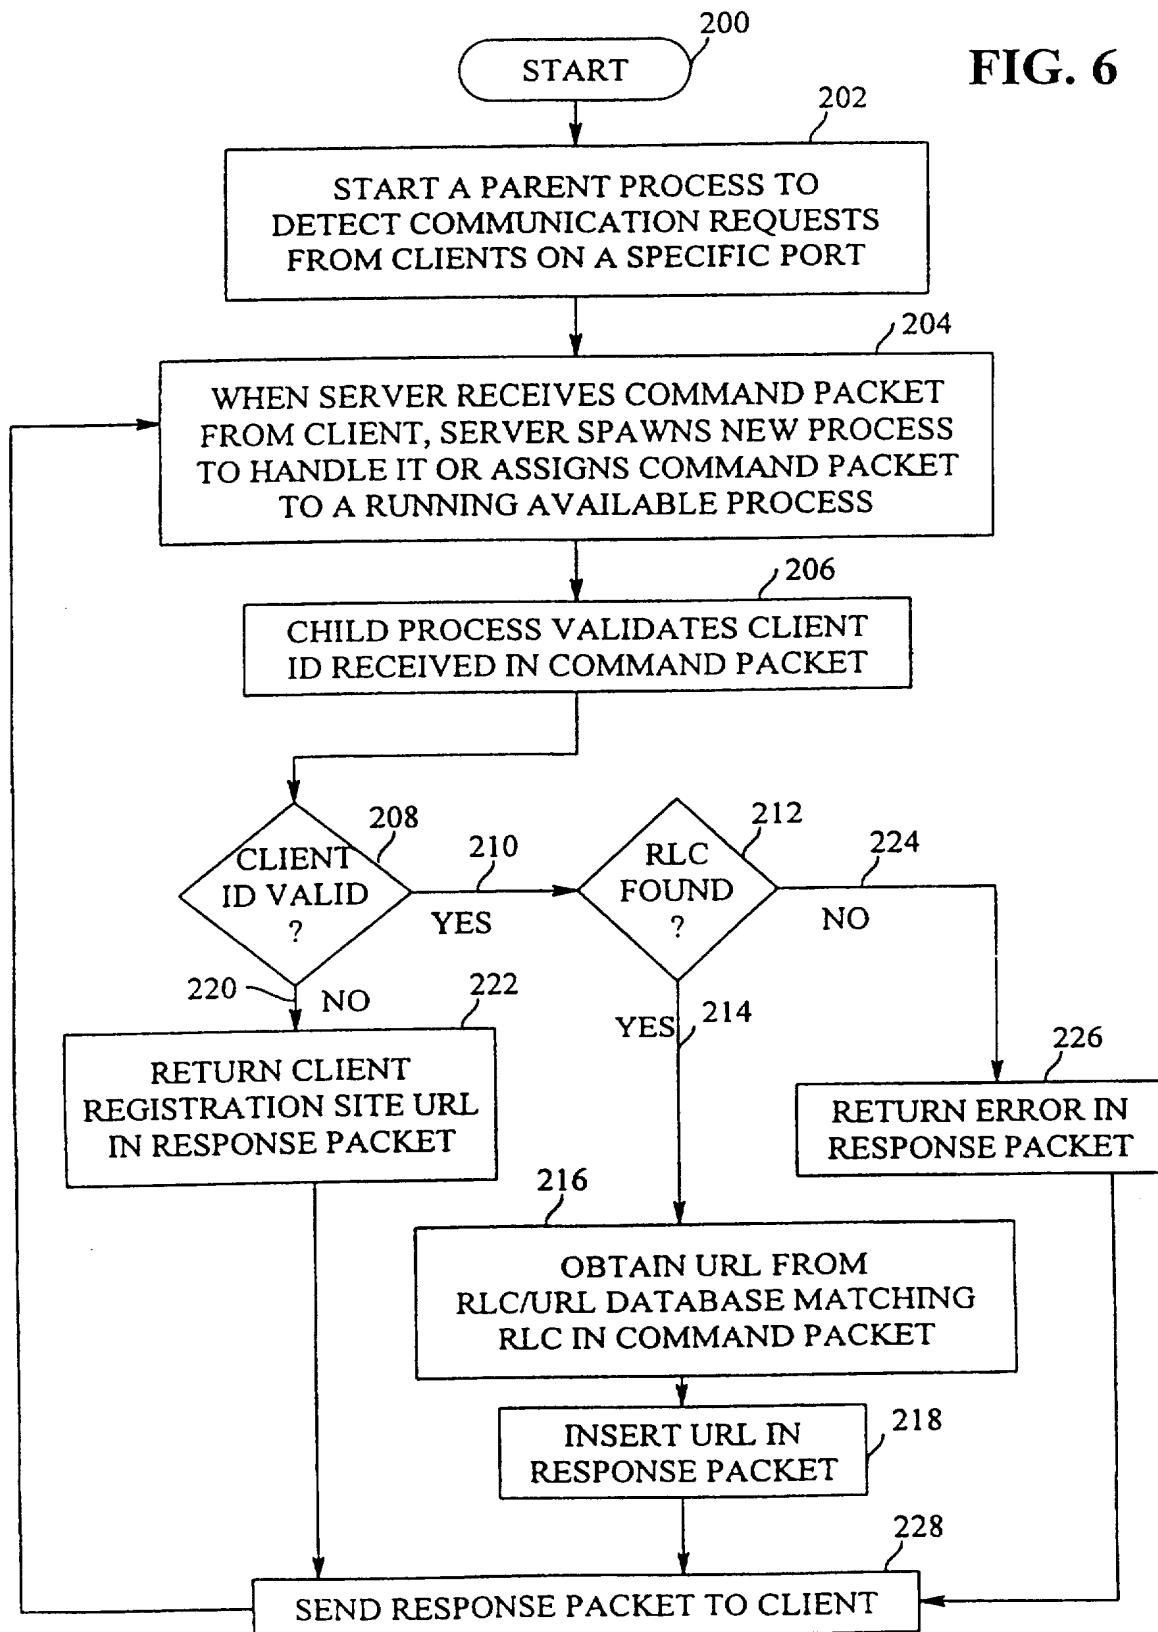 200
START
FIG. 6
202
START A PARENT PROCESS TO
DETECT COMMUNICATION REQUESTS
FROM CLIENTS ON A SPECIFIC PORT
204
WHEN SERVER RECEIVES COMMAND PACKET
FROM CLIENT, SERVER SPAWNS NEW PROCESS
TO HANDLE IT OR ASSIGNS COMMAND PACKET
TO A RUNNING AVAILABLE PROCESS
206
CHILD PROCESS VALIDATES CLIENT
ID RECEIVED IN COMMAND PACKET
208
CLIENT
ID VALID
?
210
YES
212
RLC
FOUND
?
224
NO
220
NO
222
RETURN CLIENT
REGISTRATION SITE URL
IN RESPONSE PACKET
YES
214
226
RETURN ERROR IN
RESPONSE PACKET
216
OBTAIN URL FROM
RLC/URL DATABASE MATCHING
RLC IN COMMAND PACKET
218
INSERT URL IN
RESPONSE PACKET
228
SEND RESPONSE PACKET TO CLIENT